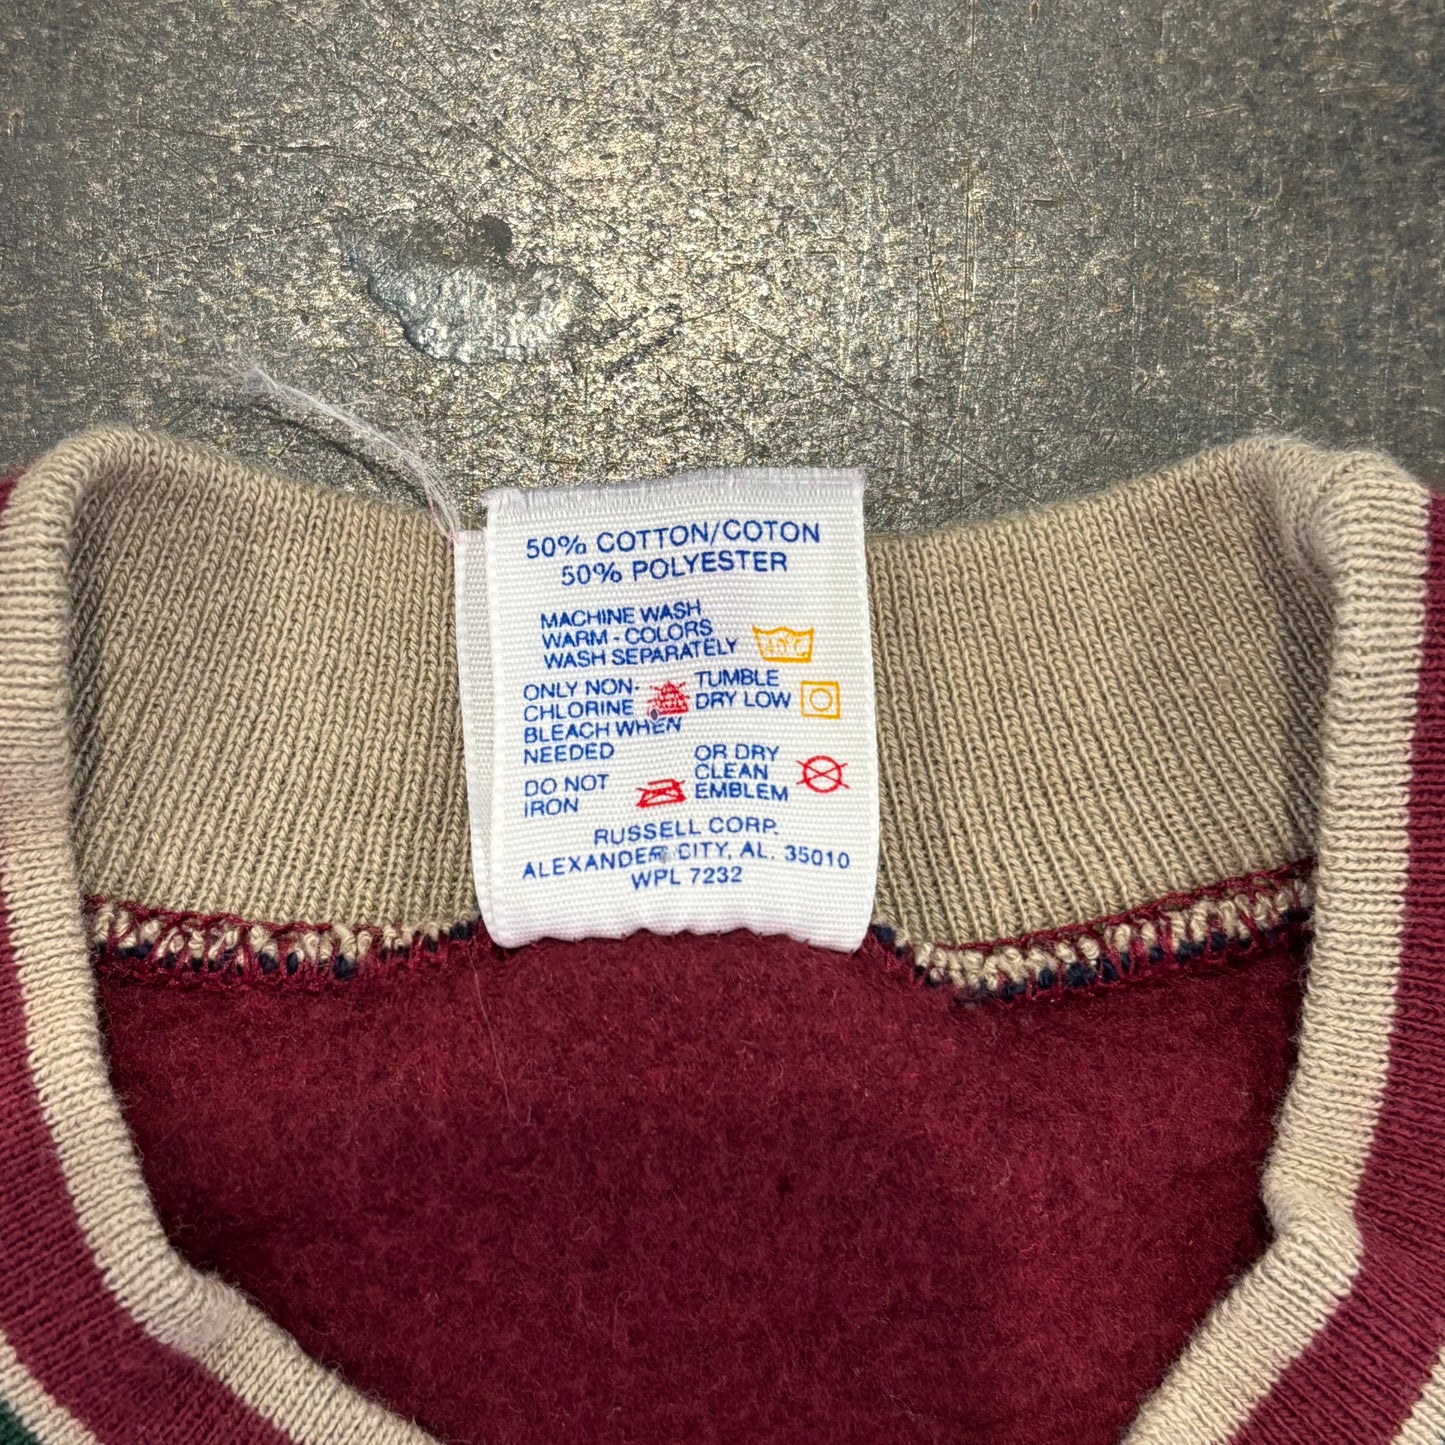 50% COTTON/COTON
50% POLYESTER
MACHINE WASH
WARM - COLORS
WASH SEPARATELY
40°C
ONLY NON-
CHLORINE
BLEACH WHEN
NEEDED
TUMBLE
DRY LOW
DO NOT
IRON
OR DRY
CLEAN
EMBLEM
RUSSELL CORP.
ALEXANDER CITY, AL. 35010
WPL 7232